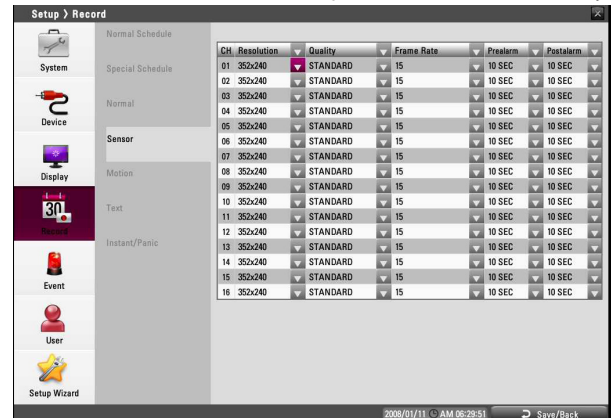 Setup > Record
System
Device
Display
30
Record
Event
User
Setup Wizard
Normal Schedule
Special Schedule
Normal
Sensor
Motion
Text
Instant/Panic
CH Resolution Quality Frame Rate Prealarm Postalarm
01 352x240 STANDARD 15 10 SEC 10 SEC
02 352x240 STANDARD 15 10 SEC 10 SEC
03 352x240 STANDARD 15 10 SEC 10 SEC
04 352x240 STANDARD 15 10 SEC 10 SEC
05 352x240 STANDARD 15 10 SEC 10 SEC
06 352x240 STANDARD 15 10 SEC 10 SEC
07 352x240 STANDARD 15 10 SEC 10 SEC
08 352x240 STANDARD 15 10 SEC 10 SEC
09 352x240 STANDARD 15 10 SEC 10 SEC
10 352x240 STANDARD 15 10 SEC 10 SEC
11 352x240 STANDARD 15 10 SEC 10 SEC
12 352x240 STANDARD 15 10 SEC 10 SEC
13 352x240 STANDARD 15 10 SEC 10 SEC
14 352x240 STANDARD 15 10 SEC 10 SEC
15 352x240 STANDARD 15 10 SEC 10 SEC
16 352x240 STANDARD 15 10 SEC 10 SEC
2008/01/11 AM 06:29:51 Save/Back